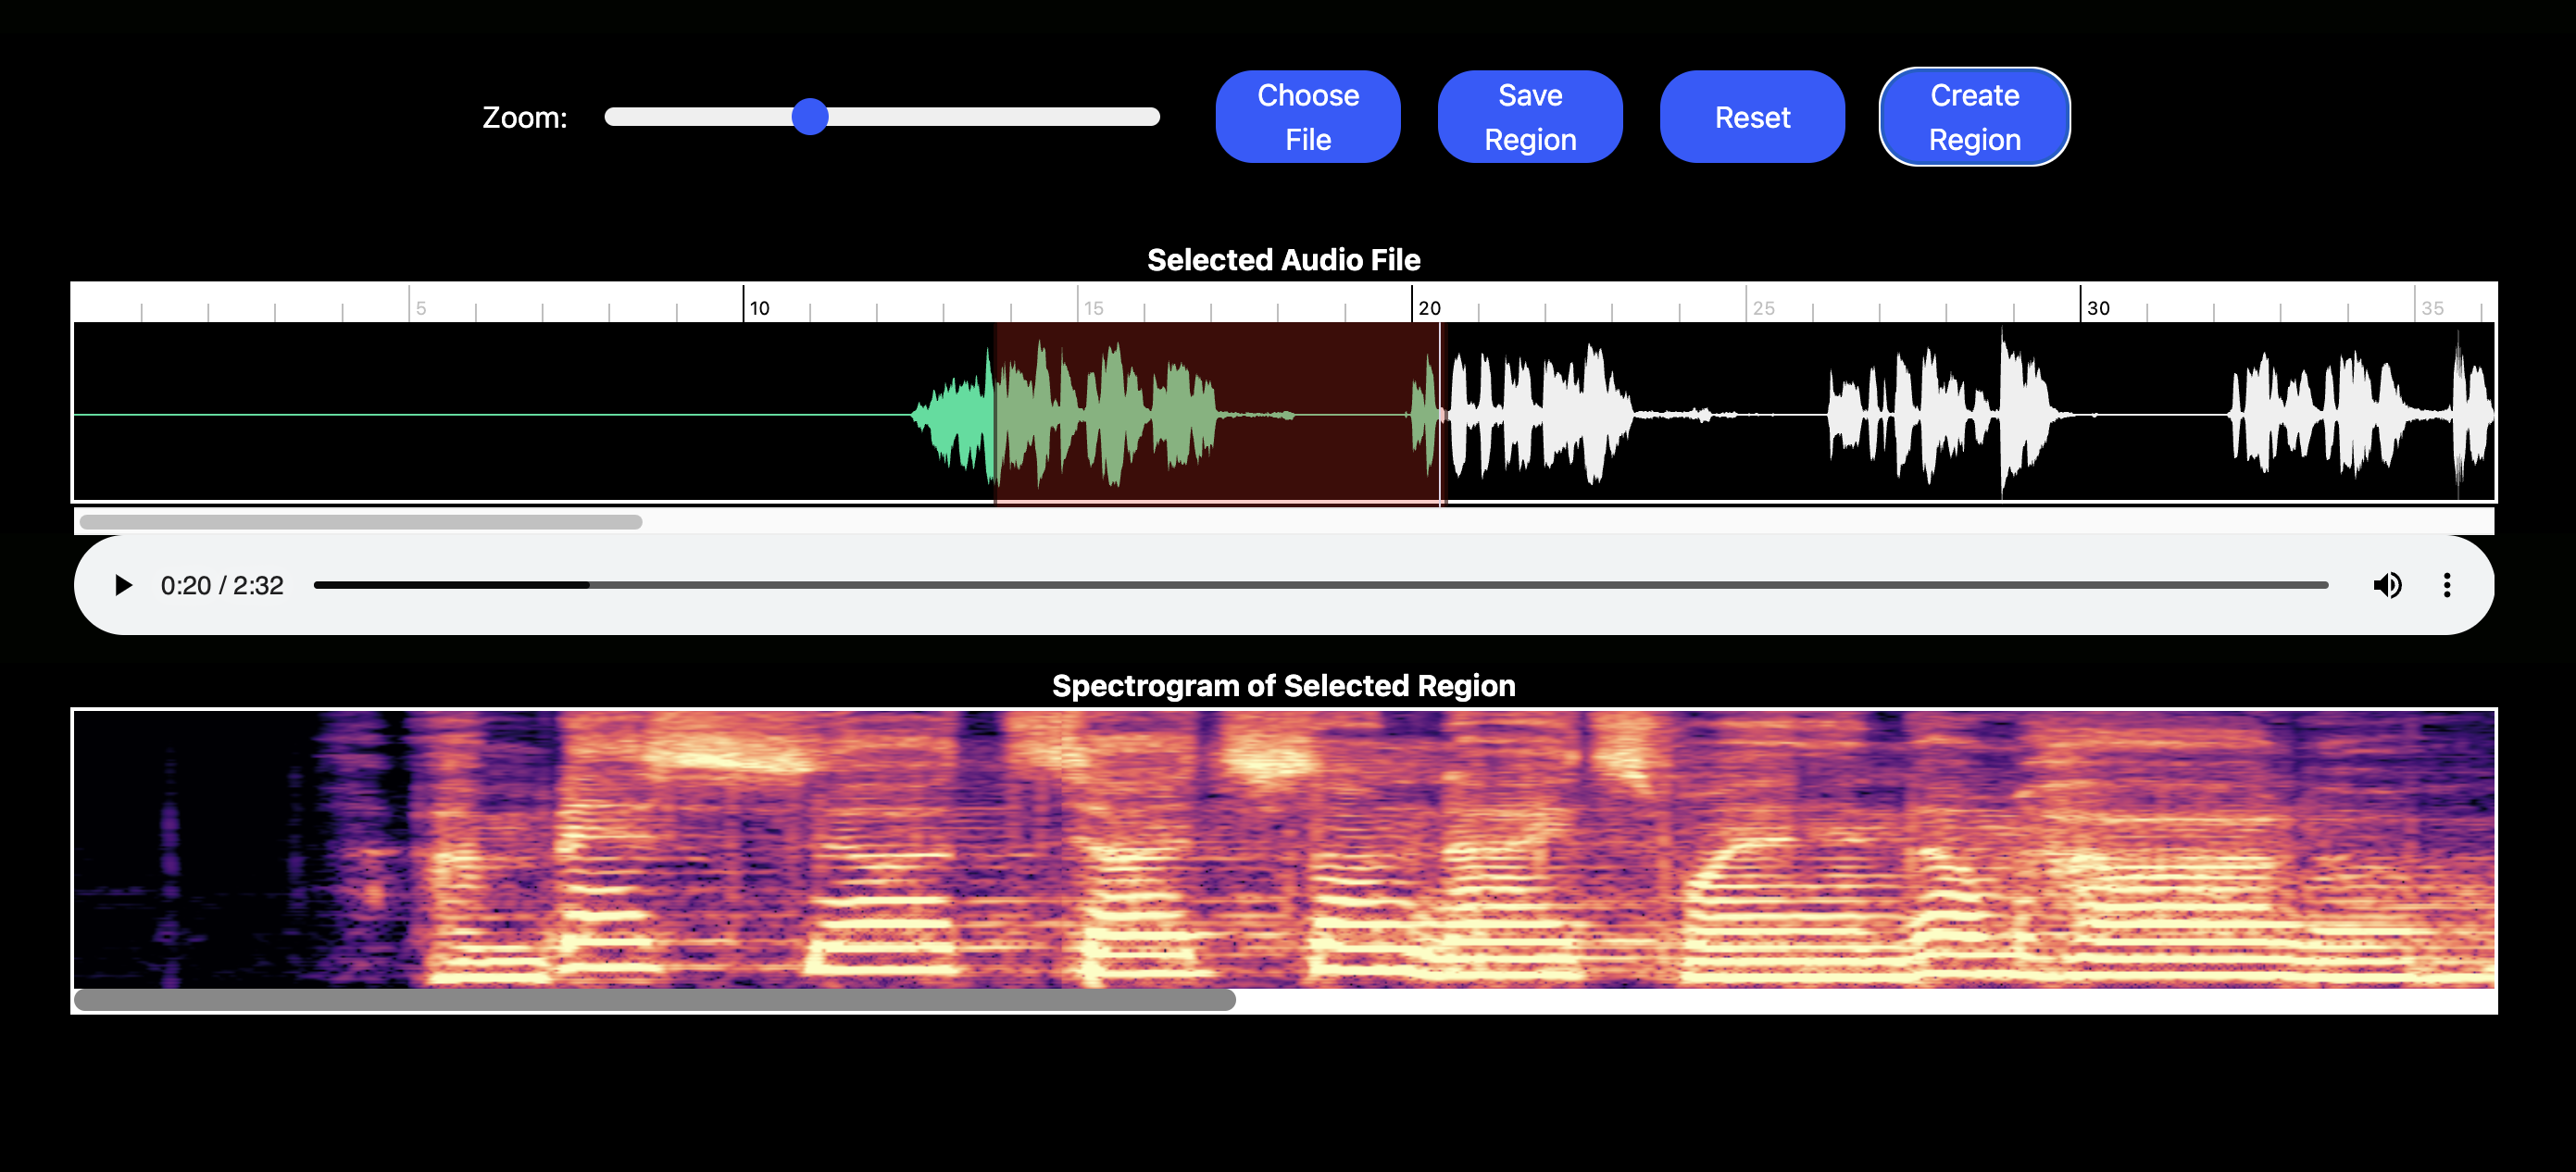 Zoom:
Choose
File
Save
Region
Reset
Create
Region
Selected Audio File
5 10 15 20 25 30 35
0:20 / 2:32
Spectrogram of Selected Region